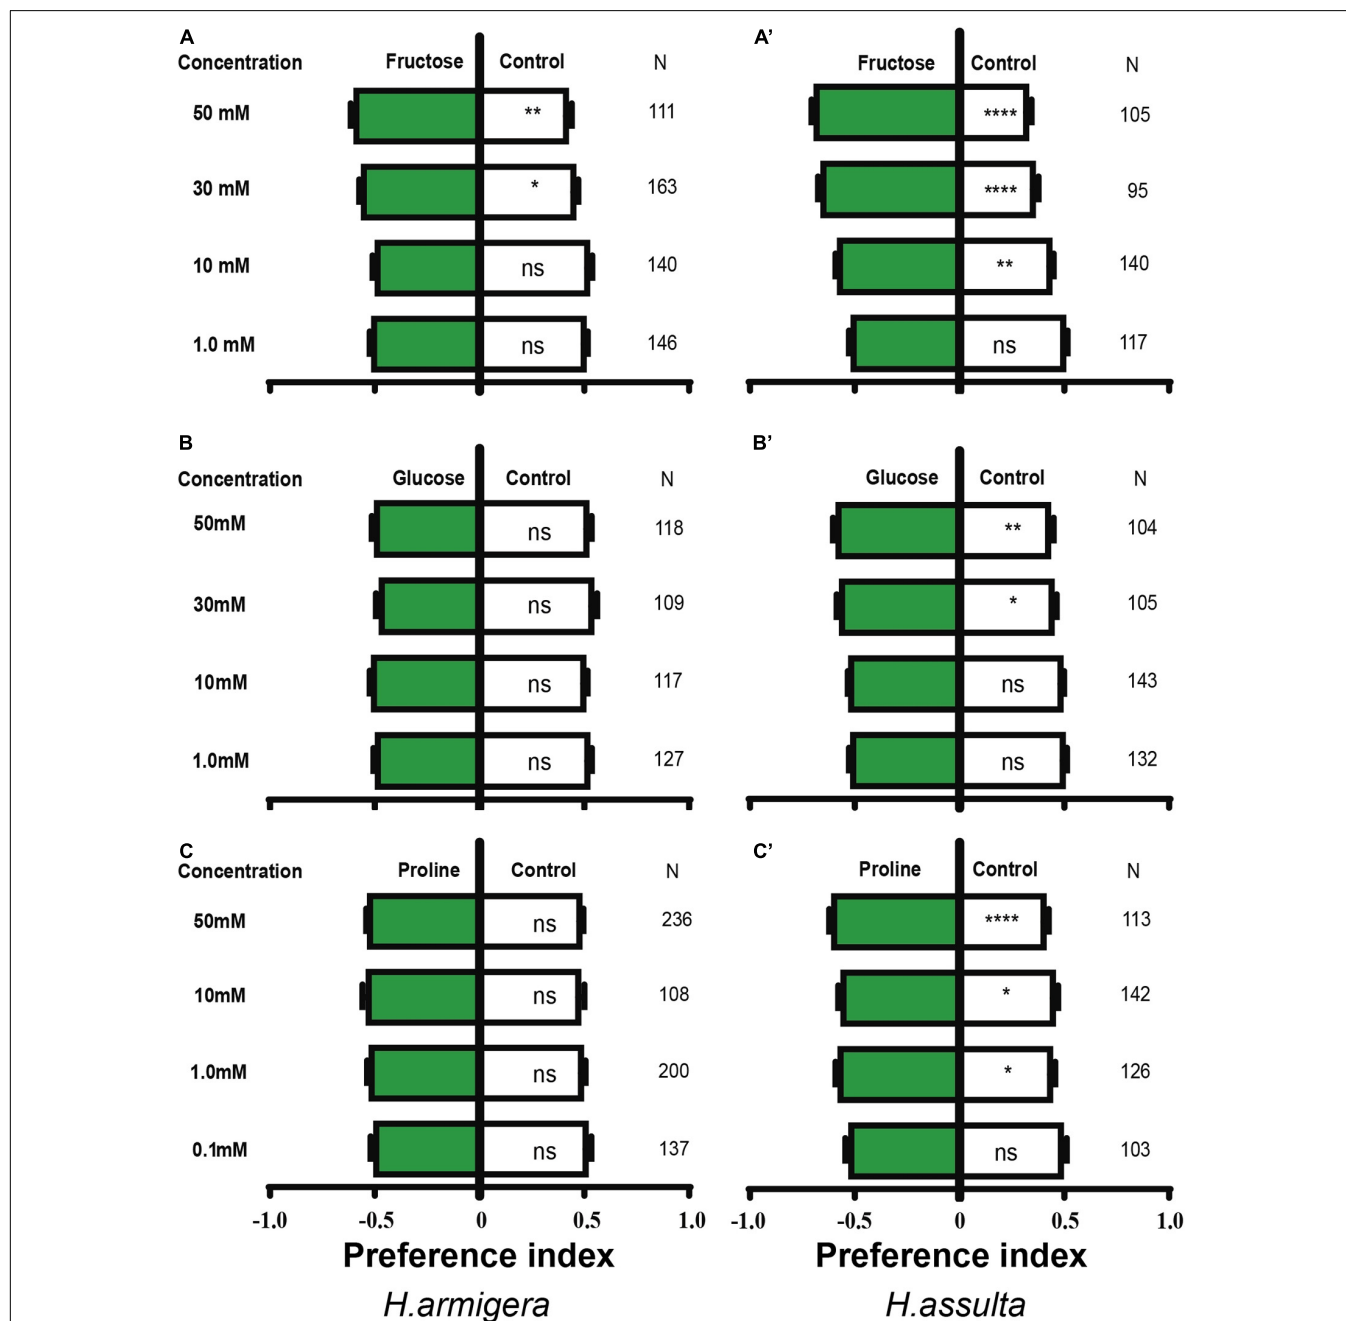 A A’
Concentration Fructose Control N Fructose Control N
50 mM ** 111 **** 105
30 mM * 163 **** 95
10 mM ns 140 ** 140
1.0 mM ns 146 ns 117
B B’
Concentration Glucose Control N Glucose Control N
50mM ns 118 ** 104
30mM ns 109 * 105
10mM ns 117 ns 143
1.0mM ns 127 ns 132
C C’
Concentration Proline Control N Proline Control N
50mM ns 236 **** 113
10mM ns 108 * 142
1.0mM ns 200 * 126
0.1mM ns 137 ns 103
-1.0 -0.5 0 0.5 1.0 -1.0 -0.5 0 0.5 1.0
Preference index Preference index
H.armigera H.assulta